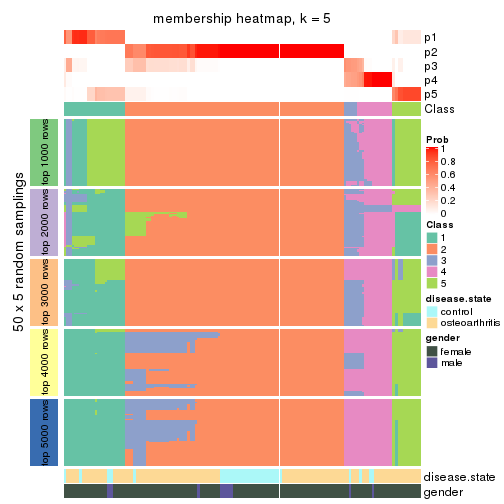 membership heatmap, k = 5
p1
p2
p3
p4
p5
Class
50 x 5 random samplings
top 1000 rows
top 2000 rows
top 3000 rows
top 4000 rows
top 5000 rows
disease.state
gender
Prob
1
0.8
0.6
0.4
0.2
0
Class
1
2
3
4
5
disease.state
control
osteoarthritis
gender
female
male